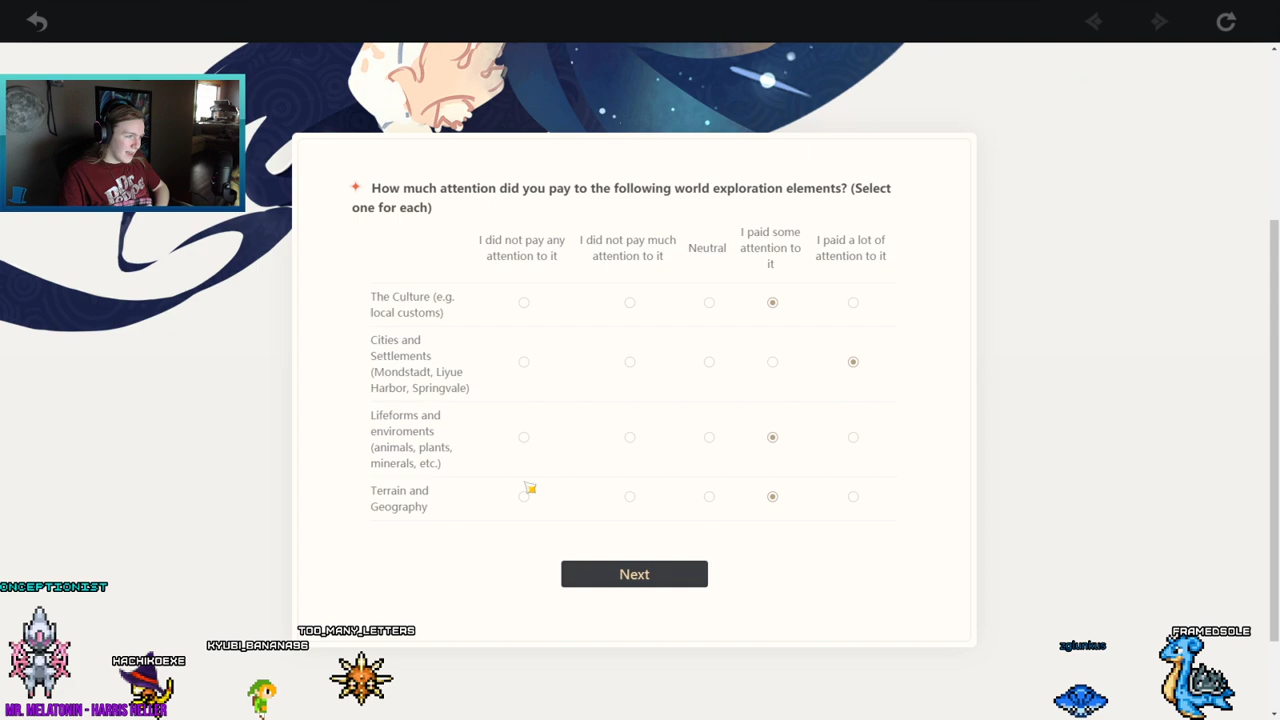 How much attention did you pay to the following world exploration elements? (Select
one for each)
I did not pay any
attention to it
I did not pay much
attention to it
Neutral
I paid some
attention to
it
I paid a lot of
attention to it
The Culture (e.g.
local customs)
Cities and
Settlements
(Mondstadt, Liyue
Harbor, Springvale)
Lifeforms and
enviroments
(animals, plants,
minerals, etc.)
Terrain and
Geography
Next
ONCEPTIONIST
HACHIKOEXE
KYUBI_BANANA96
TOO_MANY_LETTERS
zgiunkus
FRAMEDSOLE
MR. MELATONIN - HARRIS HELLER